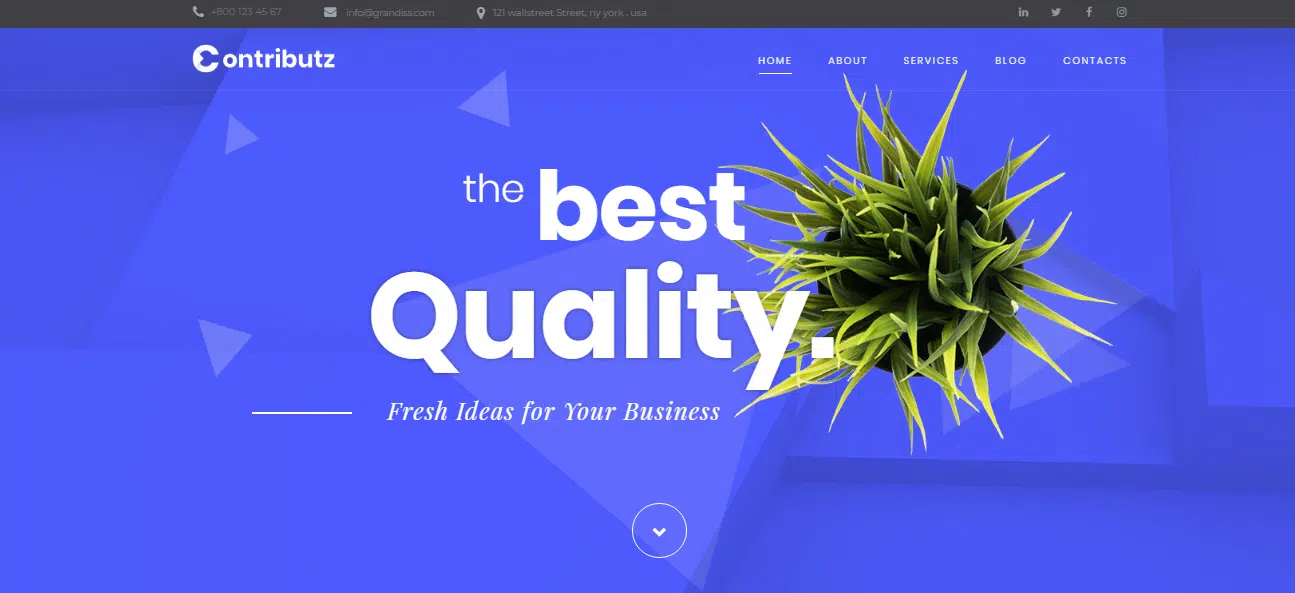 +900 123 45 67 info@grandiss.com 121 wallstreet Street, ny york . usa
Contributz
HOME ABOUT SERVICES BLOG CONTACTS
the best
Quality.
Fresh Ideas for Your Business